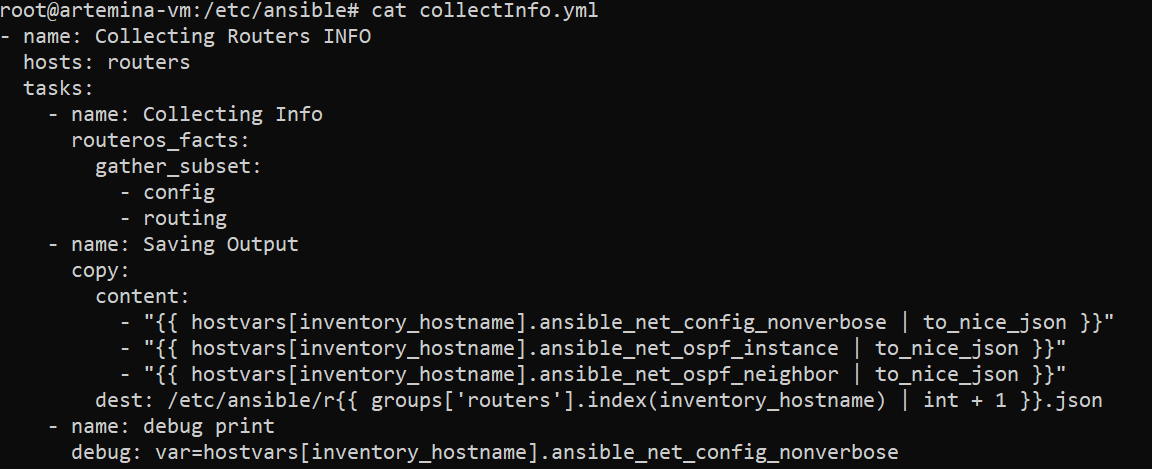 root@artemina-vm:/etc/ansible# cat collectInfo.yml
- name: Collecting Routers INFO
  hosts: routers
  tasks:
    - name: Collecting Info
      routeros_facts:
        gather_subset:
          - config
          - routing
    - name: Saving Output
      copy:
        content:
          - "{{ hostvars[inventory_hostname].ansible_net_config_nonverbose | to_nice_json }}"
          - "{{ hostvars[inventory_hostname].ansible_net_ospf_instance | to_nice_json }}"
          - "{{ hostvars[inventory_hostname].ansible_net_ospf_neighbor | to_nice_json }}"
        dest: /etc/ansible/r{{ groups['routers'].index(inventory_hostname) | int + 1 }}.json
    - name: debug print
      debug: var=hostvars[inventory_hostname].ansible_net_config_nonverbose